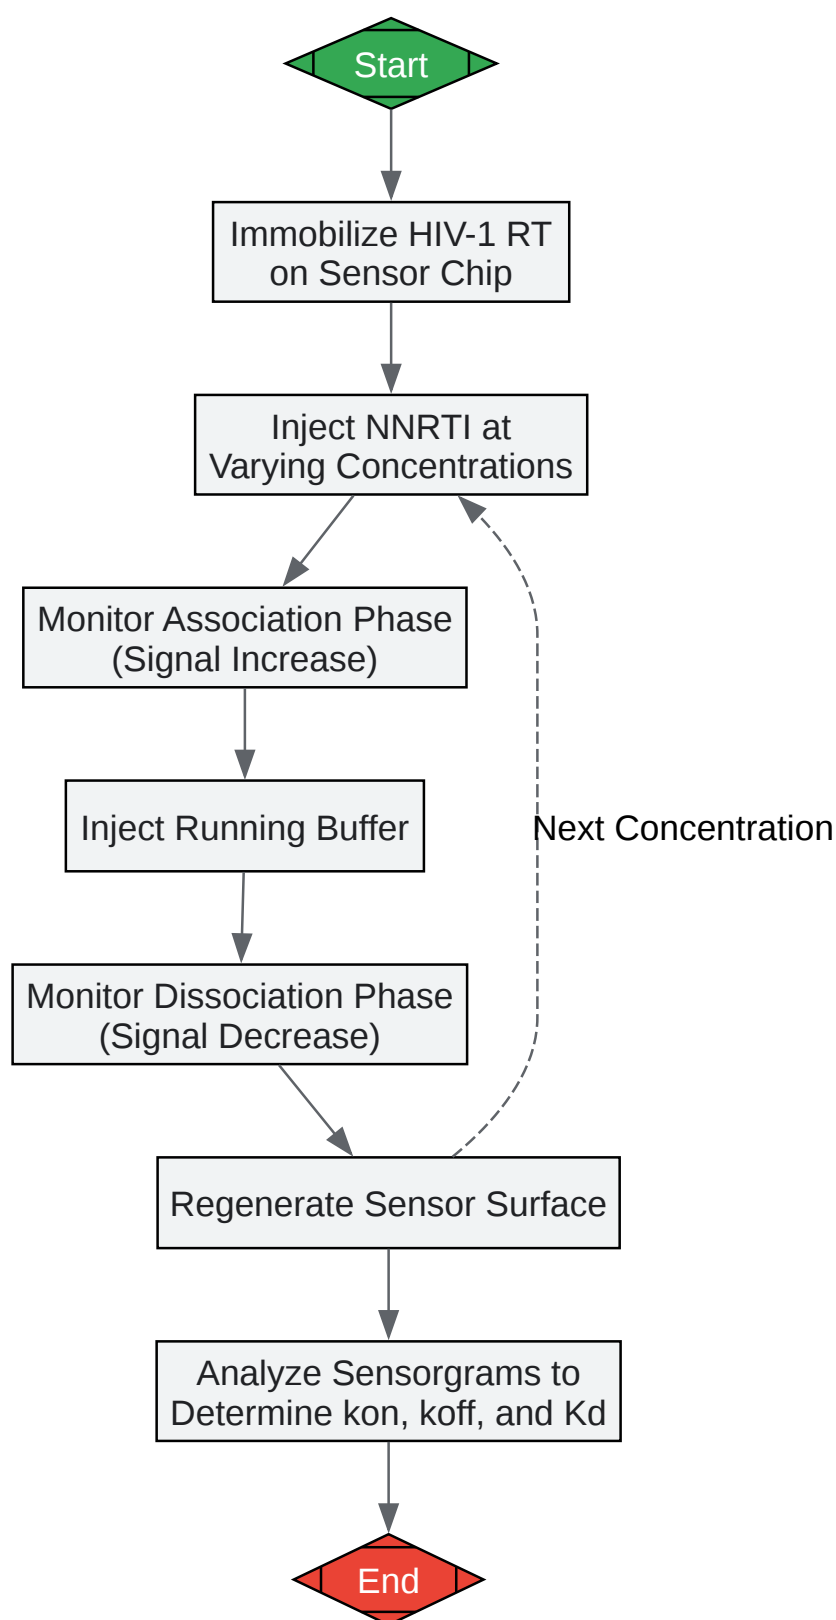 Start
Immobilize HIV-1 RT
on Sensor Chip
Inject NNRTI at
Varying Concentrations
Monitor Association Phase
(Signal Increase)
Inject Running Buffer
Next Concentration
Monitor Dissociation Phase
(Signal Decrease)
Regenerate Sensor Surface
Analyze Sensorgrams to
Determine kon, koff, and Kd
End